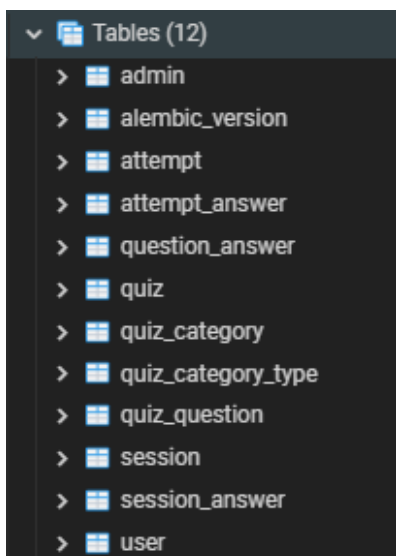 Tables (12)
admin
alembic_version
attempt
attempt_answer
question_answer
quiz
quiz_category
quiz_category_type
quiz_question
session
session_answer
user